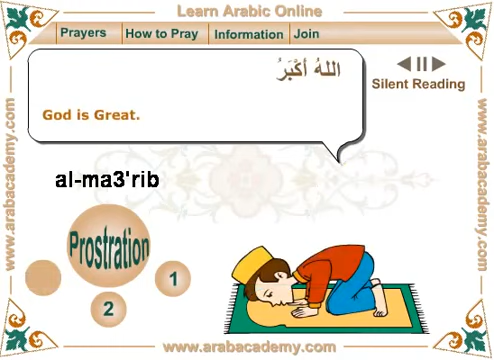 Learn Arabic Online
Prayers
How to Pray
Information
Join
اللهُ أَكْبَرُ
God is Great.
Silent Reading
al-ma3'rib
Prostration
1
2
www.arabacademy.com
www.arabacademy.com
www.arabacademy.com